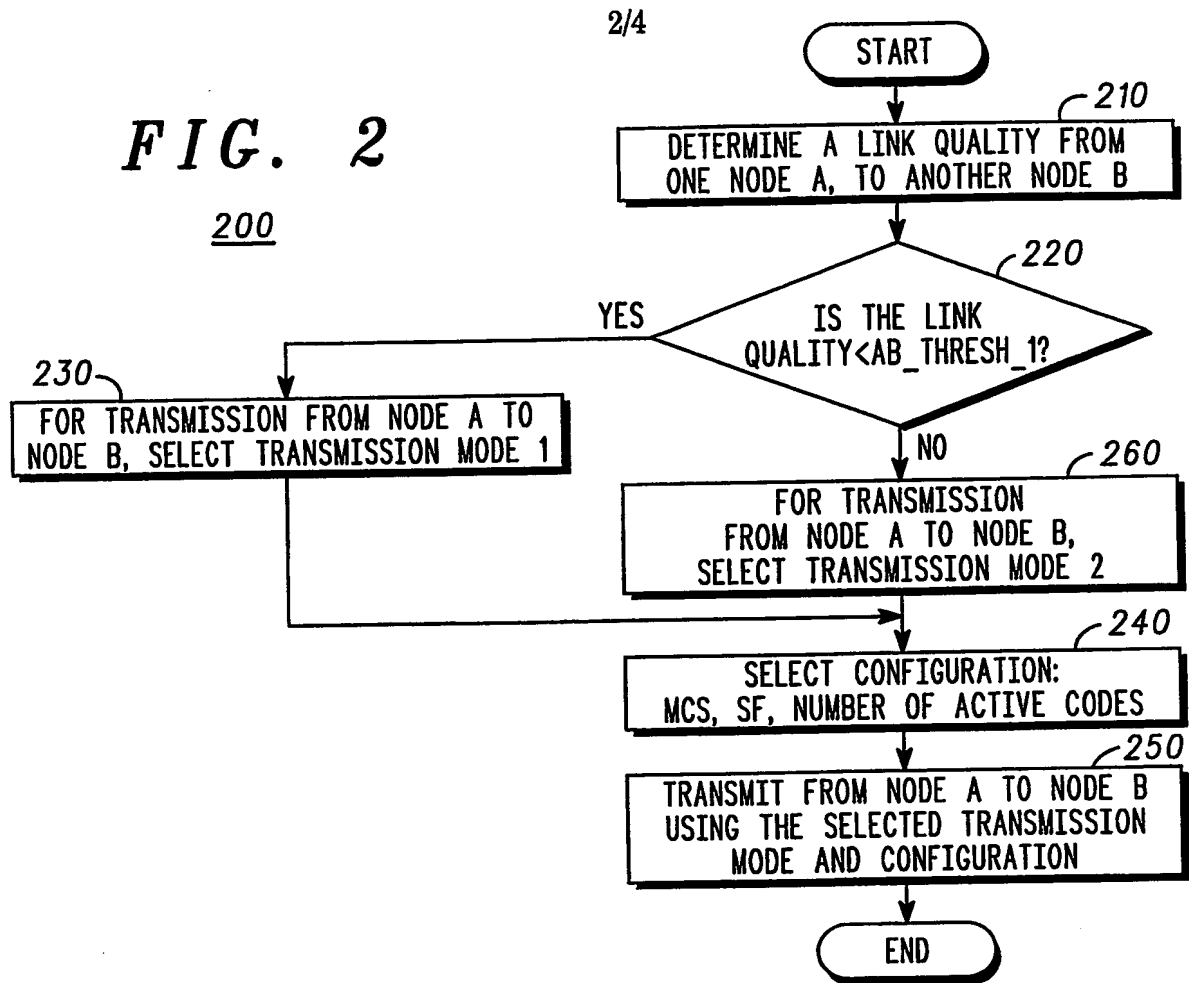 2/4
FIG. 2
200
START
210
DETERMINE A LINK QUALITY FROM
ONE NODE A, TO ANOTHER NODE B
220
IS THE LINK
QUALITY<AB_THRESH_1?
YES
230
FOR TRANSMISSION FROM NODE A TO
NODE B, SELECT TRANSMISSION MODE 1
NO
260
FOR TRANSMISSION
FROM NODE A TO NODE B,
SELECT TRANSMISSION MODE 2
240
SELECT CONFIGURATION:
MCS, SF, NUMBER OF ACTIVE CODES
250
TRANSMIT FROM NODE A TO NODE B
USING THE SELECTED TRANSMISSION
MODE AND CONFIGURATION
END